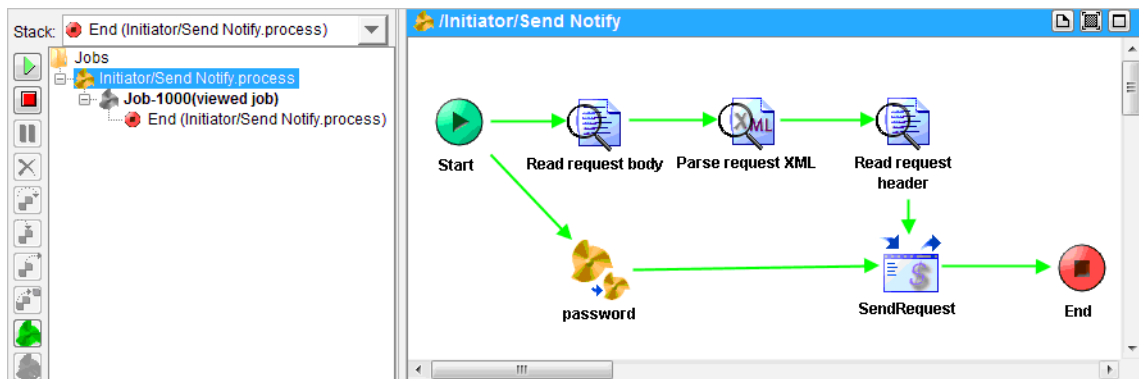 Stack: End (Initiator/Send Notify.process)
Jobs
Initiator/Send Notify.process
Job-1000(viewed job)
End (Initiator/Send Notify.process)
/Initiator/Send Notify
Start
Read request body
XML
Parse request XML
Read request
header
password
S
SendRequest
End